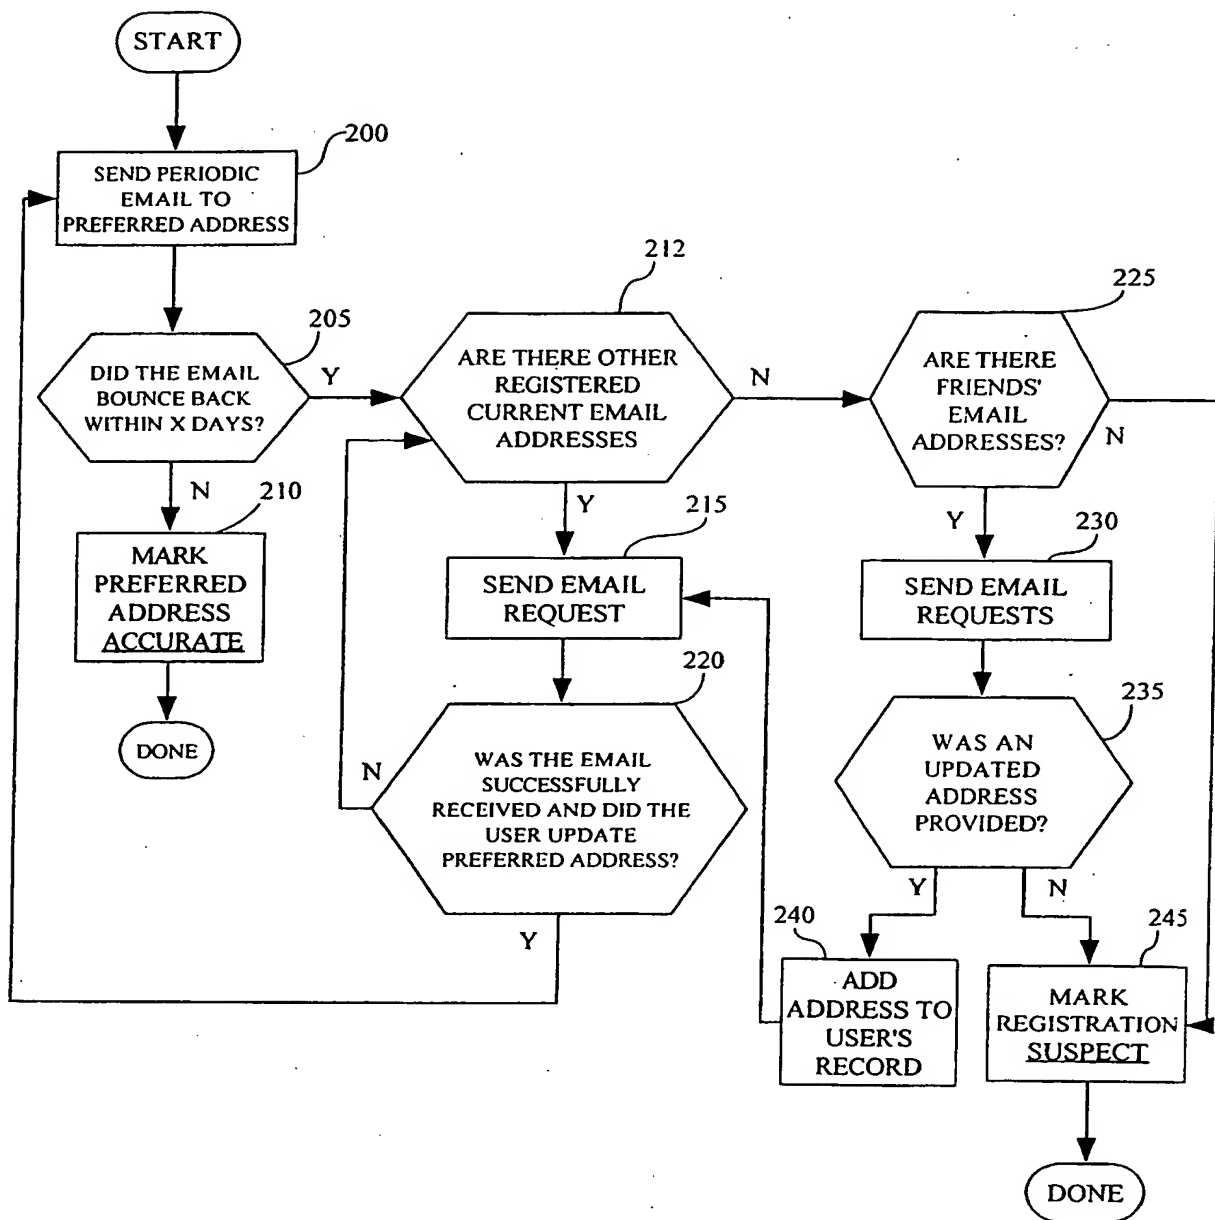 START
200
SEND PERIODIC
EMAIL TO
PREFERRED ADDRESS
205
DID THE EMAIL
BOUNCE BACK
WITHIN X DAYS?
Y
N
210
MARK
PREFERRED
ADDRESS
ACCURATE
DONE
212
ARE THERE OTHER
REGISTERED
CURRENT EMAIL
ADDRESSES
N
Y
215
SEND EMAIL
REQUEST
220
WAS THE EMAIL
SUCCESSFULLY
RECEIVED AND DID THE
USER UPDATE
PREFERRED ADDRESS?
N
Y
225
ARE THERE
FRIENDS'
EMAIL
ADDRESSES?
N
Y
230
SEND EMAIL
REQUESTS
235
WAS AN
UPDATED
ADDRESS
PROVIDED?
Y
N
240
ADD
ADDRESS TO
USER'S
RECORD
245
MARK
REGISTRATION
SUSPECT
DONE